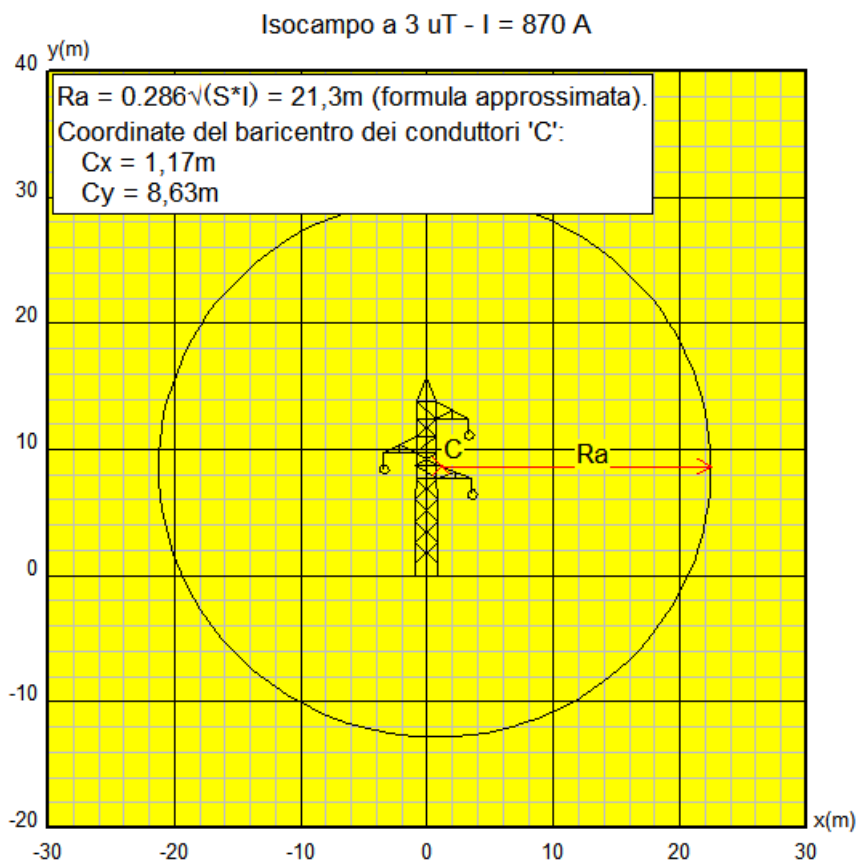 Isocampo a 3 uT - I = 870 A
y(m)
40
Ra = 0.286√(S*I) = 21,3m (formula approssimata).
Coordinate del baricentro dei conduttori 'C':
Cx = 1,17m
Cy = 8,63m
30
20
10
C
Ra
0
-10
-20
x(m)
-30
-20
-10
0
10
20
30